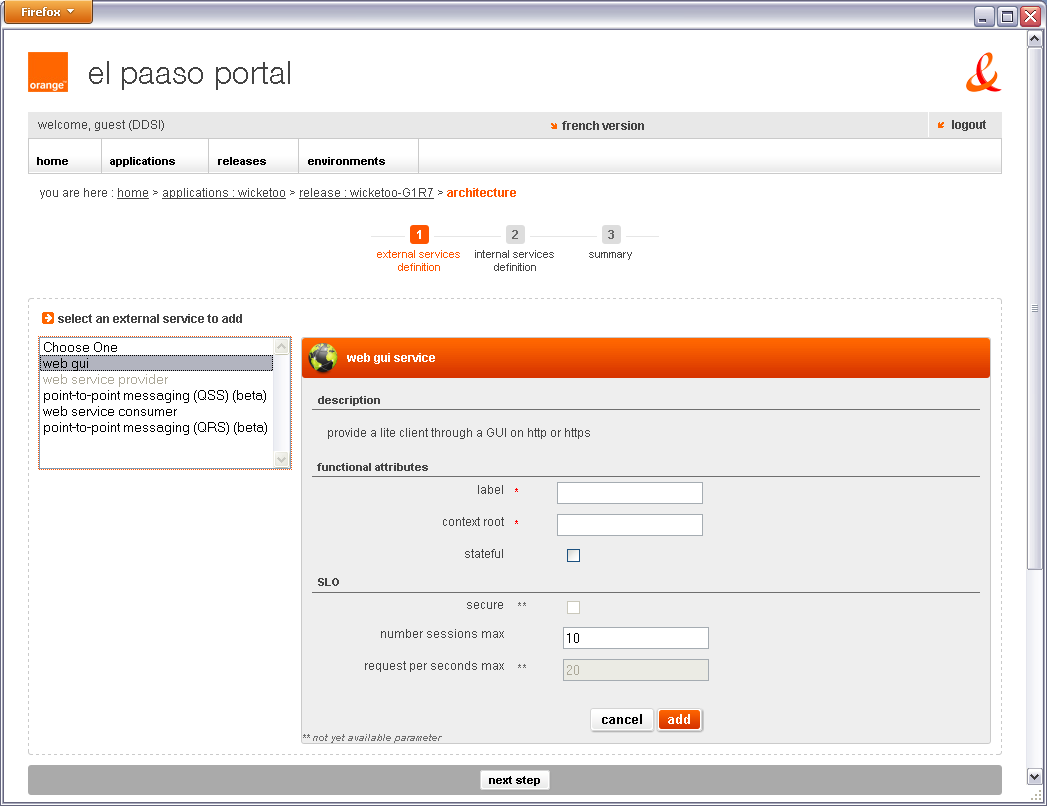 Firefox
orange™
el paaso portal
welcome, guest (DDSI)
french version
logout
home
applications
releases
environments
you are here : home > applications : wicketoo > release : wicketoo-G1R7 > architecture
1
2
3
external services
definition
internal services
definition
summary
select an external service to add
Choose One
web gui
web service provider
point-to-point messaging (QSS) (beta)
web service consumer
point-to-point messaging (QRS) (beta)
web gui service
description
provide a lite client through a GUI on http or https
functional attributes
label *
context root *
stateful
SLO
secure **
number sessions max
10
request per seconds max **
20
cancel
add
** not yet available parameter
next step